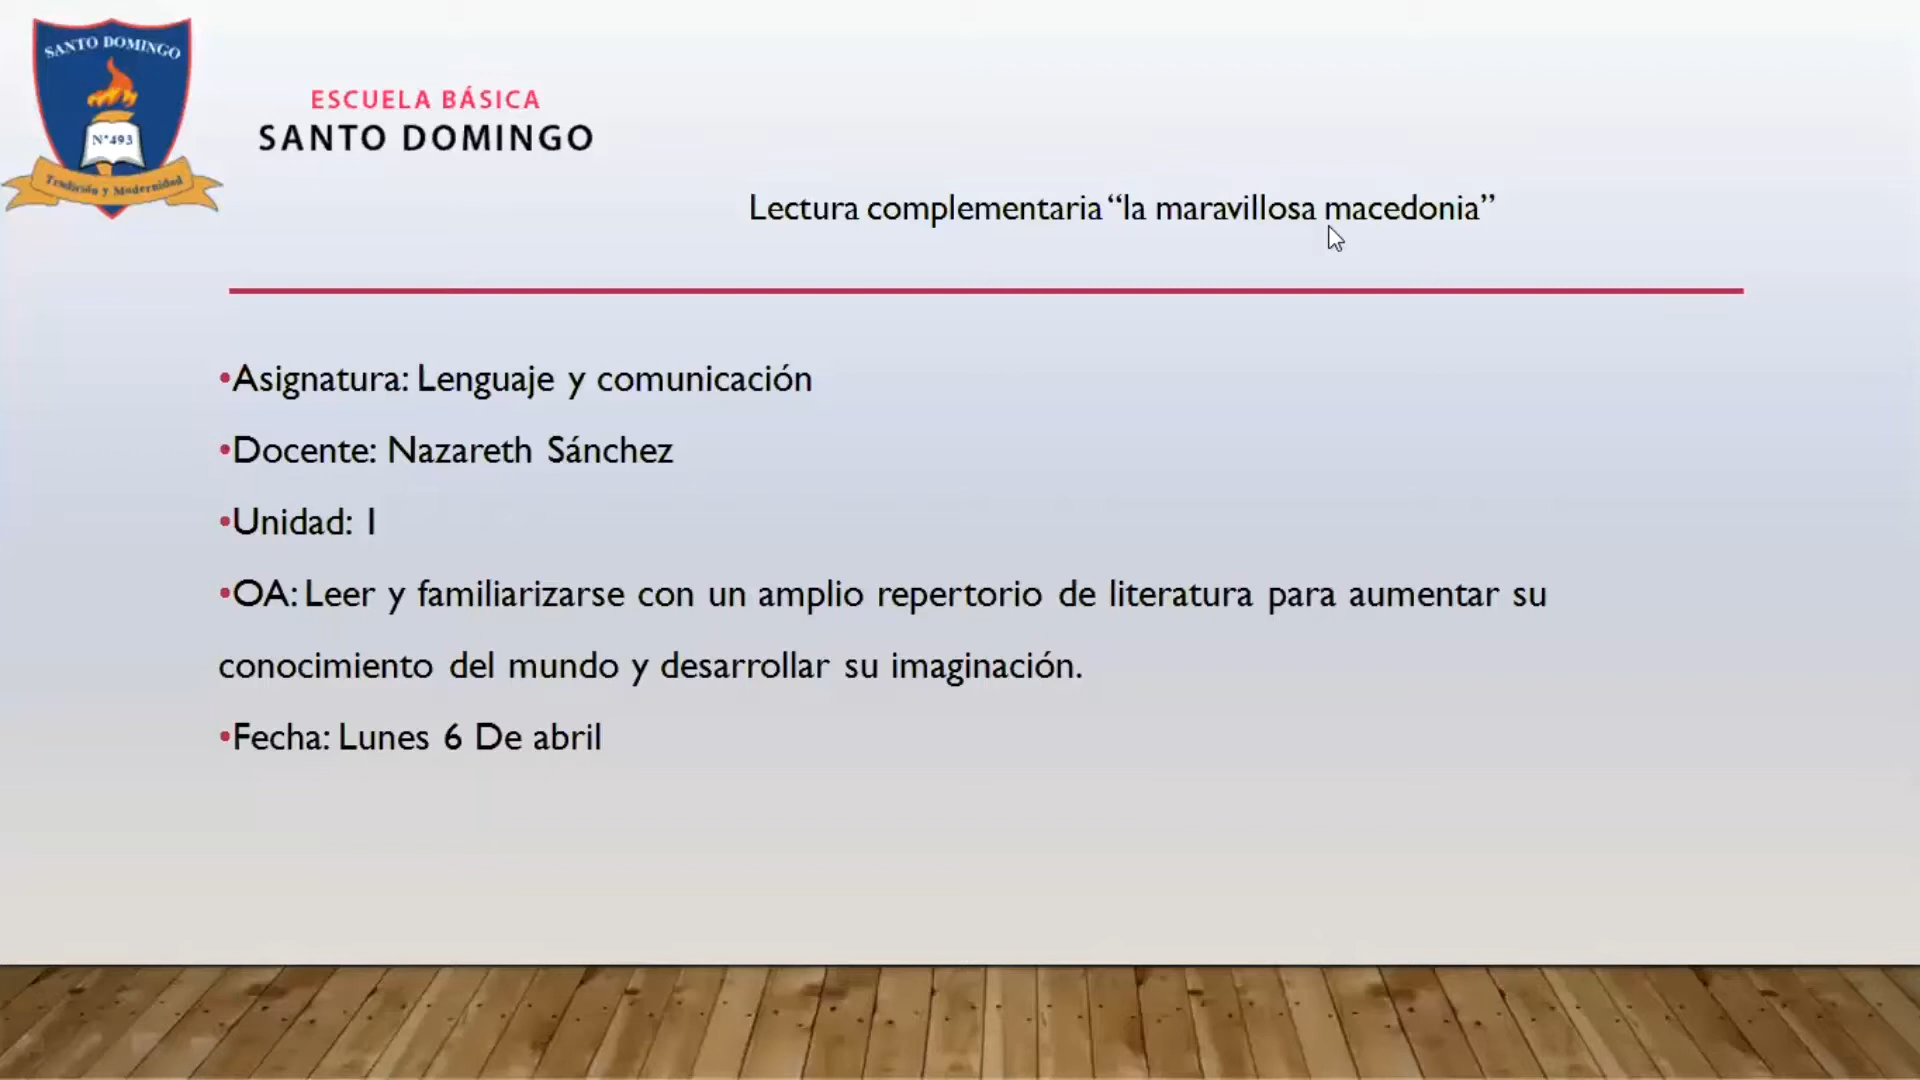 SANTO DOMINGO
N°493
Tradición y Modernidad
ESCUELA BÁSICA
SANTO DOMINGO
Lectura complementaria “la maravillosa macedonia”
•Asignatura: Lenguaje y comunicación
•Docente: Nazareth Sánchez
•Unidad: 1
•OA: Leer y familiarizarse con un amplio repertorio de literatura para aumentar su
conocimiento del mundo y desarrollar su imaginación.
•Fecha: Lunes 6 De abril